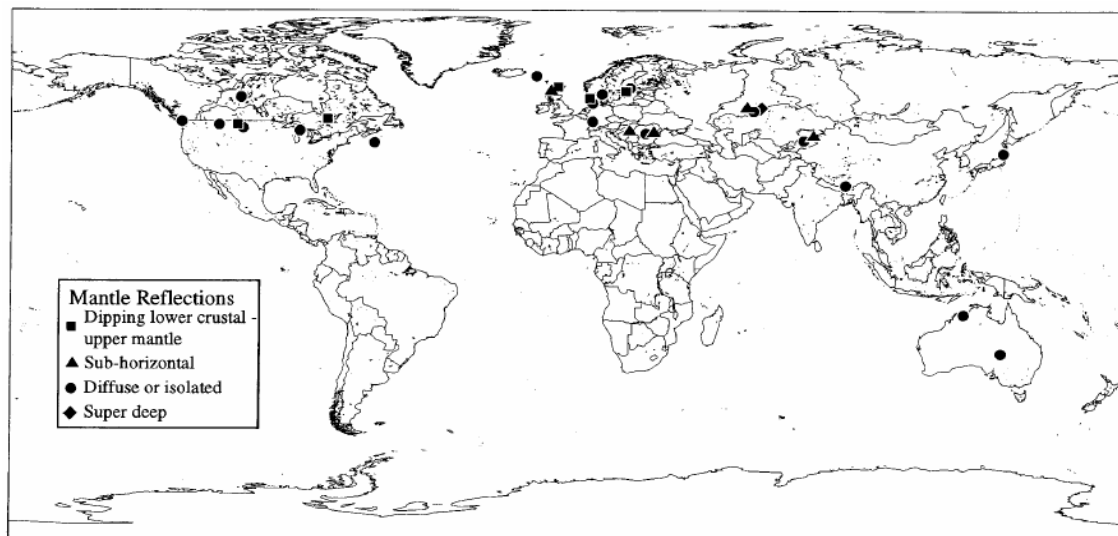 Mantle Reflections
Dipping lower crustal -
upper mantle
Sub-horizontal
Diffuse or isolated
Super deep